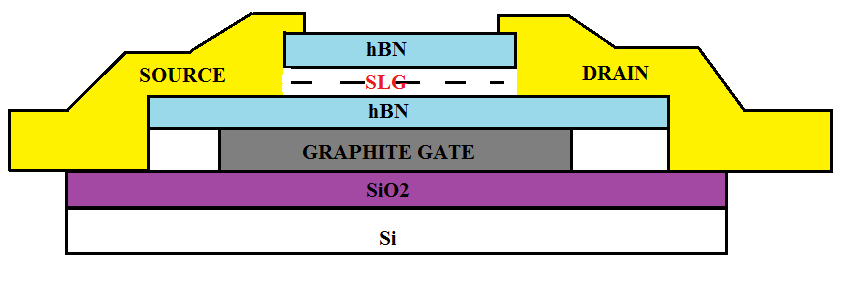 hBN
SOURCE
SLG
DRAIN
hBN
GRAPHITE GATE
SiO2
Si